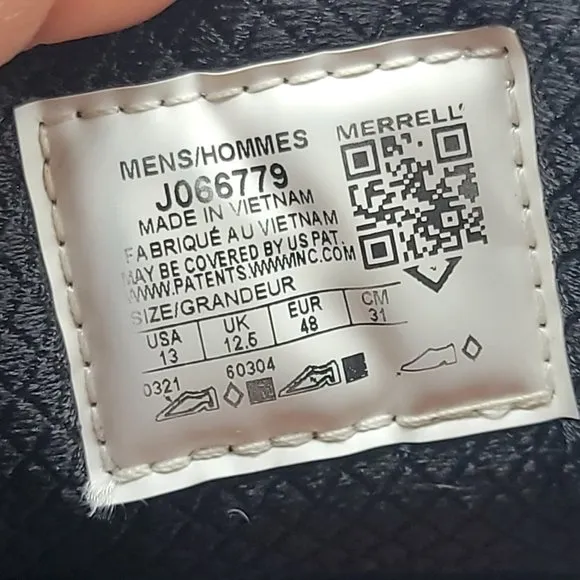 MERRELL
MENS/HOMMES
J066779
MADE IN VIETNAM
FABRIQUÉ AU VIETNAM
MAY BE COVERED BY US PAT.
WWW.PATENTS.WWWINC.COM
SIZE/GRANDEUR
USA UK EUR CM
13 12.5 48 31
0321 60304